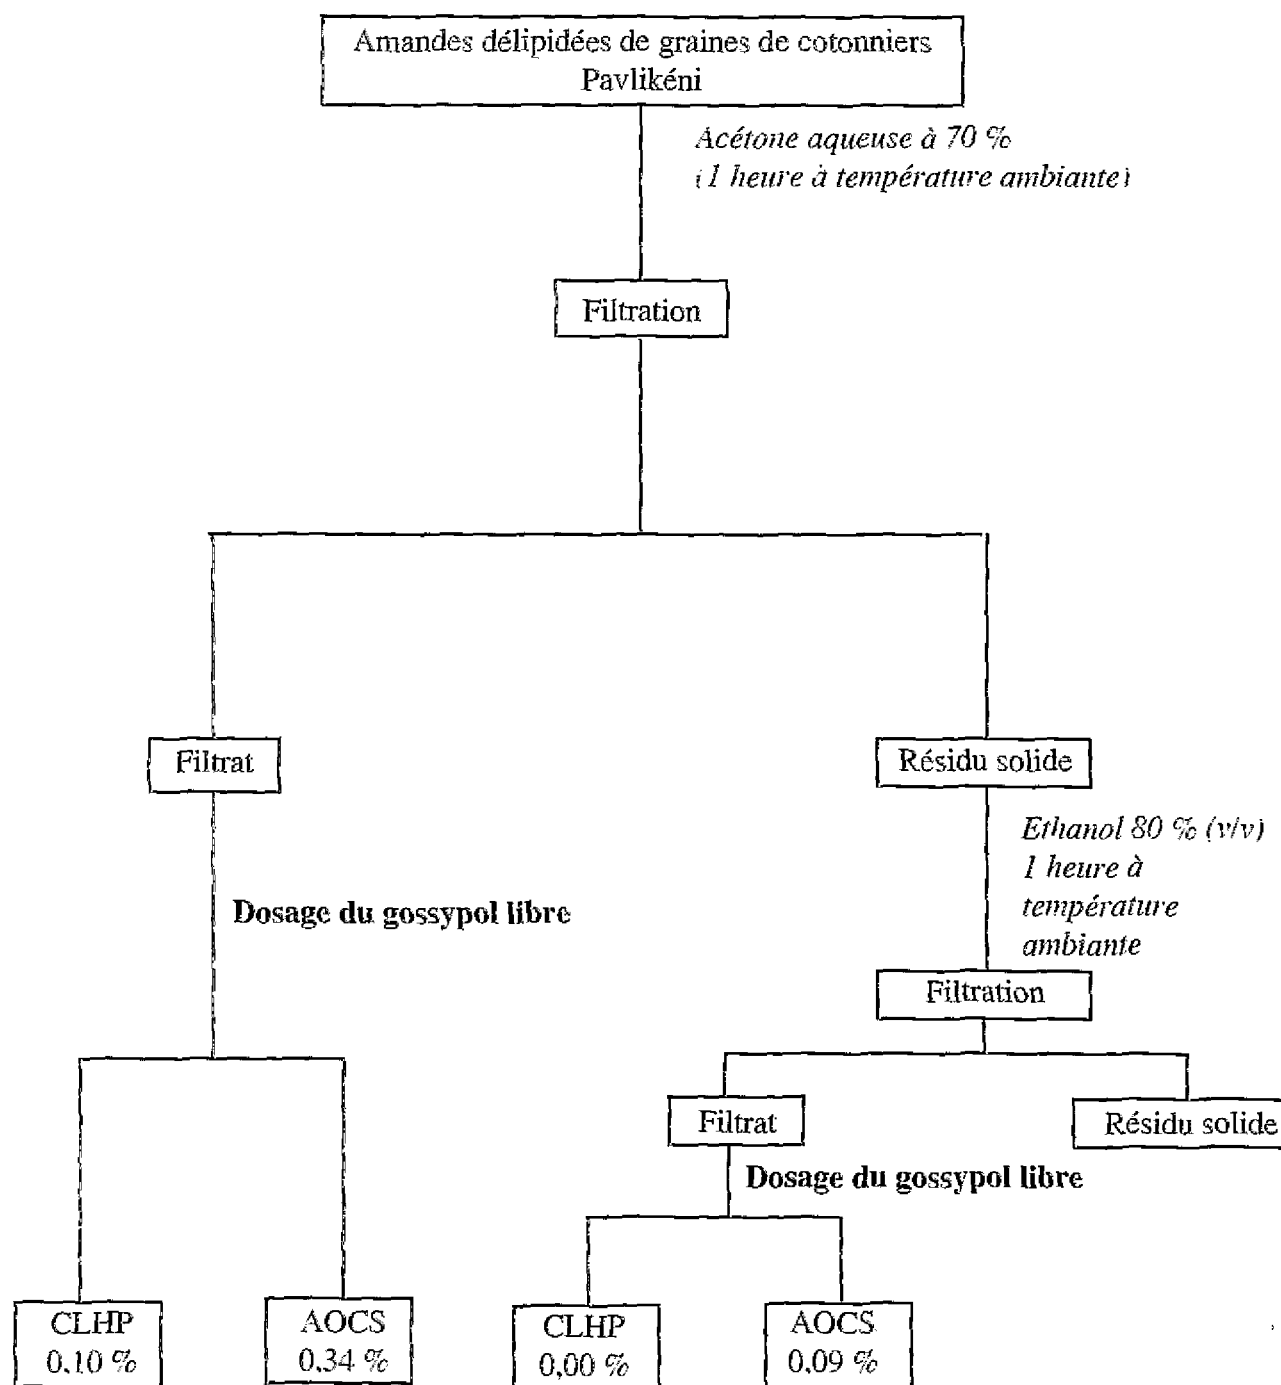 Amandes délipidées de graines de cotonniers
Pavlikéni
Acétone aqueuse à 70 %
(1 heure à température ambiante)
Filtration
Filtrat
Résidu solide
Ethanol 80 % (v/v)
1 heure à
température
ambiante
Dosage du gossypol libre
Filtration
Filtrat
Résidu solide
Dosage du gossypol libre
CLHP
0,10 %
AOCS
0,34 %
CLHP
0,00 %
AOCS
0,09 %